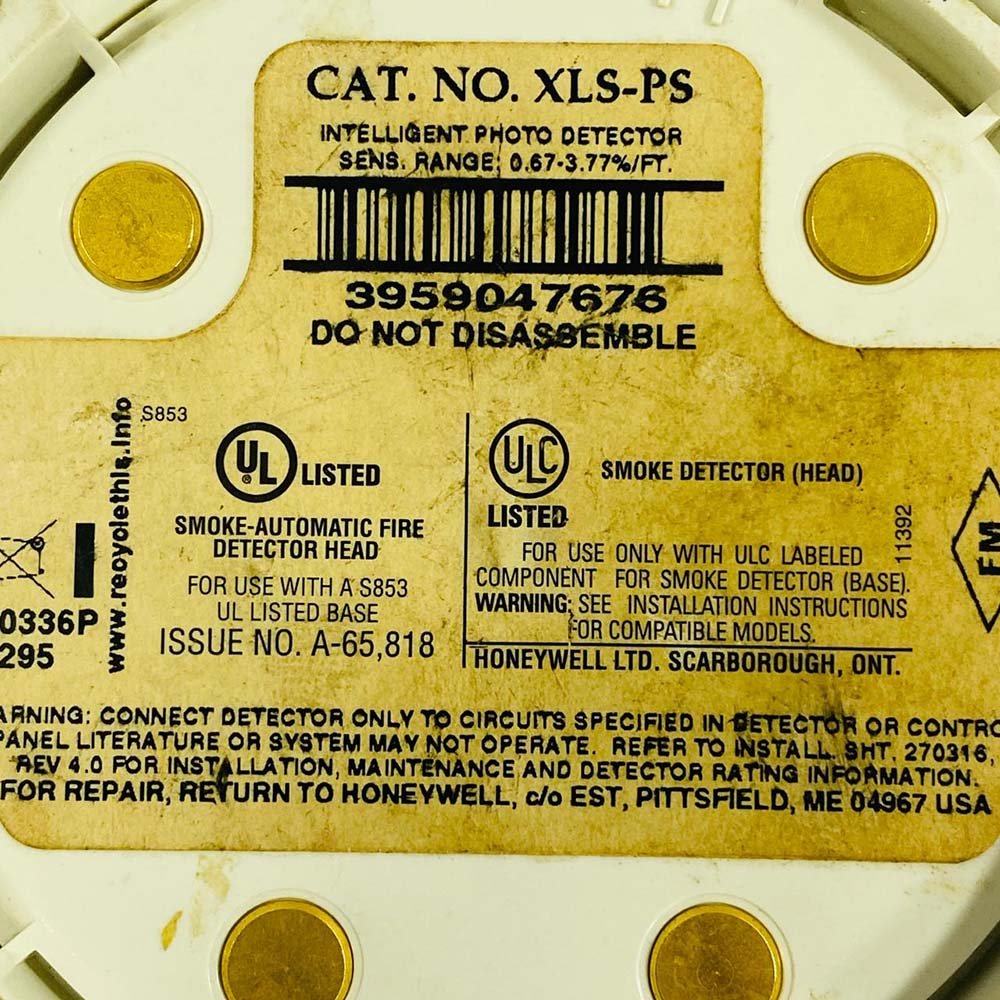 CAT. NO. XLS-PS
INTELLIGENT PHOTO DETECTOR
SENS. RANGE: 0.67-3.77%/FT.
3959047676
DO NOT DISASSEMBLE
www.recyclethis.info
S853
UL LISTED
SMOKE-AUTOMATIC FIRE
DETECTOR HEAD
FOR USE WITH A S853
UL LISTED BASE
ISSUE NO. A-65,818
0336P
295
ULC
LISTED
SMOKE DETECTOR (HEAD)
FOR USE ONLY WITH ULC LABELED
COMPONENT FOR SMOKE DETECTOR (BASE).
WARNING: SEE INSTALLATION INSTRUCTIONS
FOR COMPATIBLE MODELS.
HONEYWELL LTD. SCARBOROUGH, ONT.
11392
FM
ARNING: CONNECT DETECTOR ONLY TO CIRCUITS SPECIFIED IN DETECTOR OR CONTRO
PANEL LITERATURE OR SYSTEM MAY NOT OPERATE. REFER TO INSTALL. SHT. 270316,
REV 4.0 FOR INSTALLATION, MAINTENANCE AND DETECTOR RATING INFORMATION.
FOR REPAIR, RETURN TO HONEYWELL, c/o EST, PITTSFIELD, ME 04967 USA